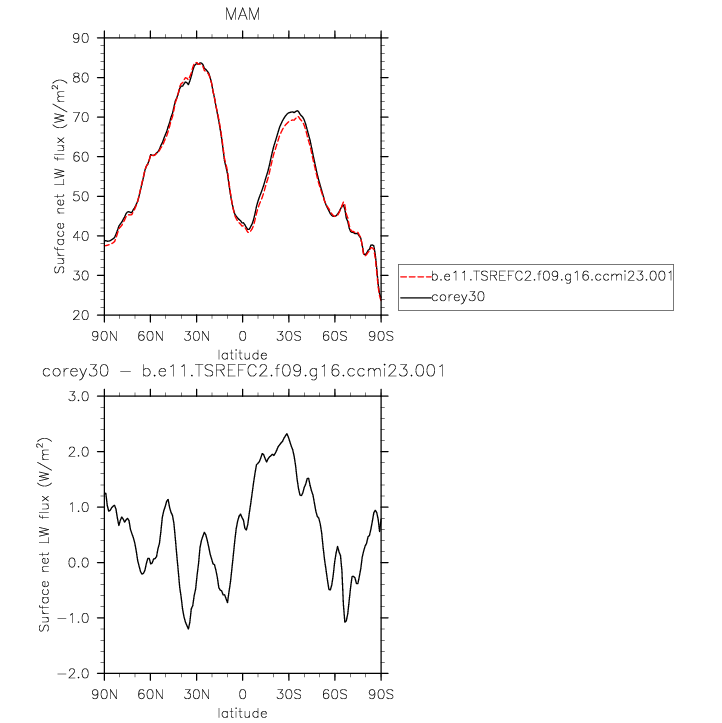 MAM
90
80
70
60
50
40
30
20
Surface net LW flux (W/m²)
90N 60N 30N 0 30S 60S 90S
latitude
b.e11.TSREFC2.f09.g16.ccmi23.001
corey30
corey30 − b.e11.TSREFC2.f09.g16.ccmi23.001
3.0
2.0
1.0
0.0
−1.0
−2.0
Surface net LW flux (W/m²)
90N 60N 30N 0 30S 60S 90S
latitude